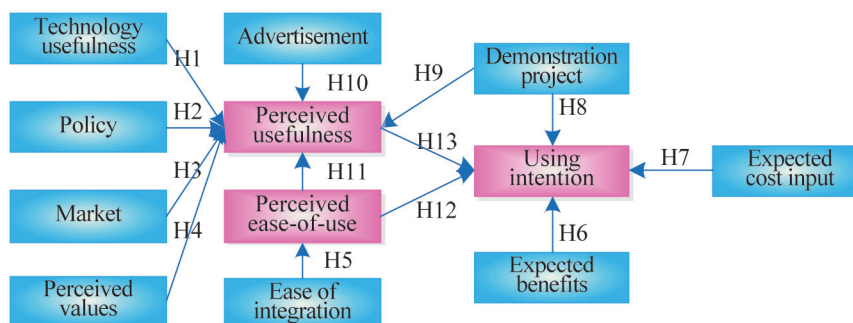 Technology
usefulness
H1
Advertisement
H10
Demonstration
project
H9
H8
Policy
H2
Perceived
usefulness
H13
Using
intention
H7
Expected
cost input
H3
H11
Market
H4
Perceived
ease-of-use
H12
H5
H6
Perceived
values
Ease of
integration
Expected
benefits